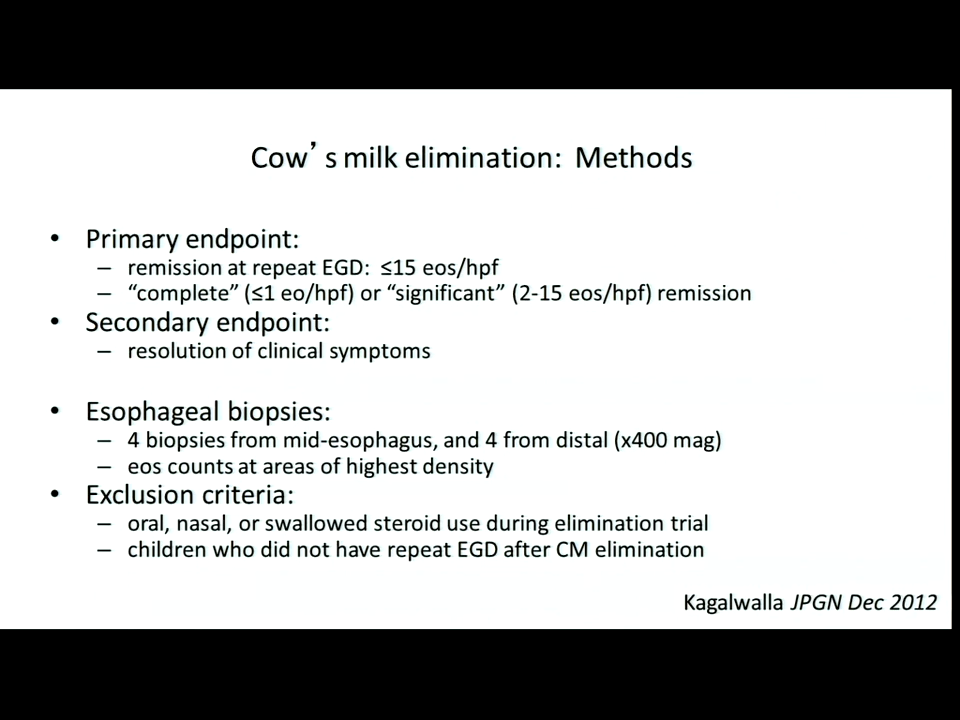 Cow's milk elimination: Methods
• Primary endpoint:
– remission at repeat EGD: ≤15 eos/hpf
– “complete” (≤1 eo/hpf) or “significant” (2-15 eos/hpf) remission
• Secondary endpoint:
– resolution of clinical symptoms
• Esophageal biopsies:
– 4 biopsies from mid-esophagus, and 4 from distal (x400 mag)
– eos counts at areas of highest density
• Exclusion criteria:
– oral, nasal, or swallowed steroid use during elimination trial
– children who did not have repeat EGD after CM elimination
Kagalwalla JPGN Dec 2012